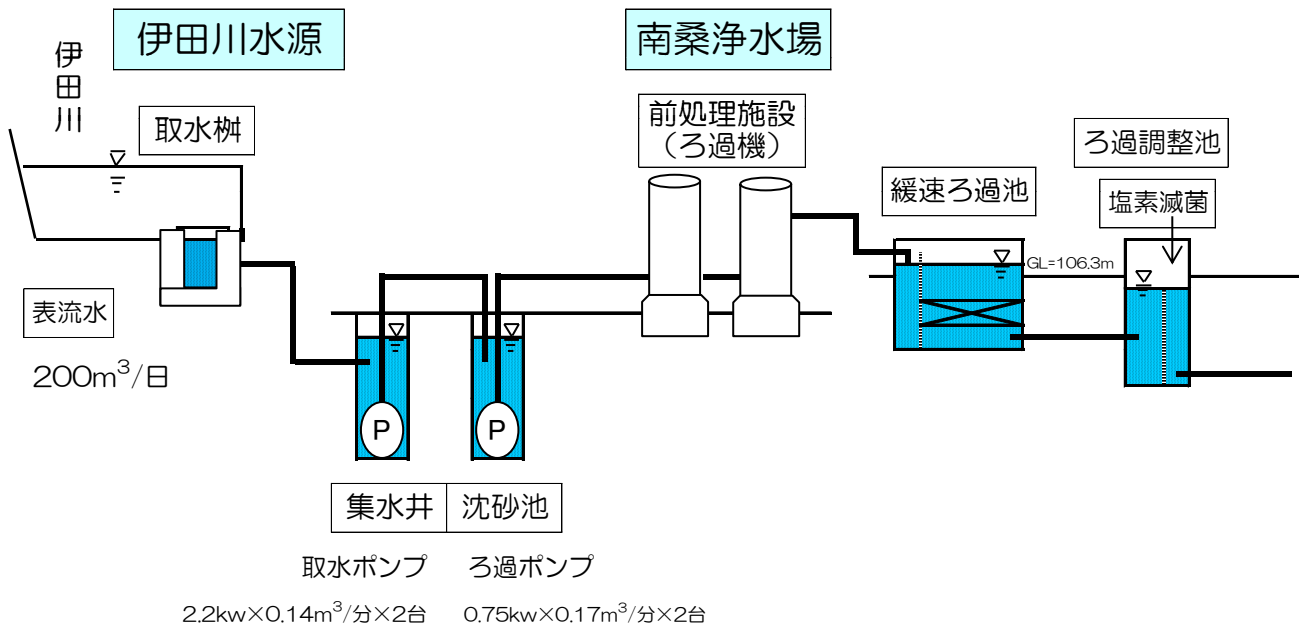 伊田川水源
南桑浄水場
伊田川
取水桝
前処理施設
(ろ過機)
ろ過調整池
緩速ろ過池
塩素滅菌
GL=106.3m
表流水
200m³/日
P
P
集水井
沈砂池
取水ポンプ
ろ過ポンプ
2.2kw×0.14m³/分×2台
0.75kw×0.17m³/分×2台